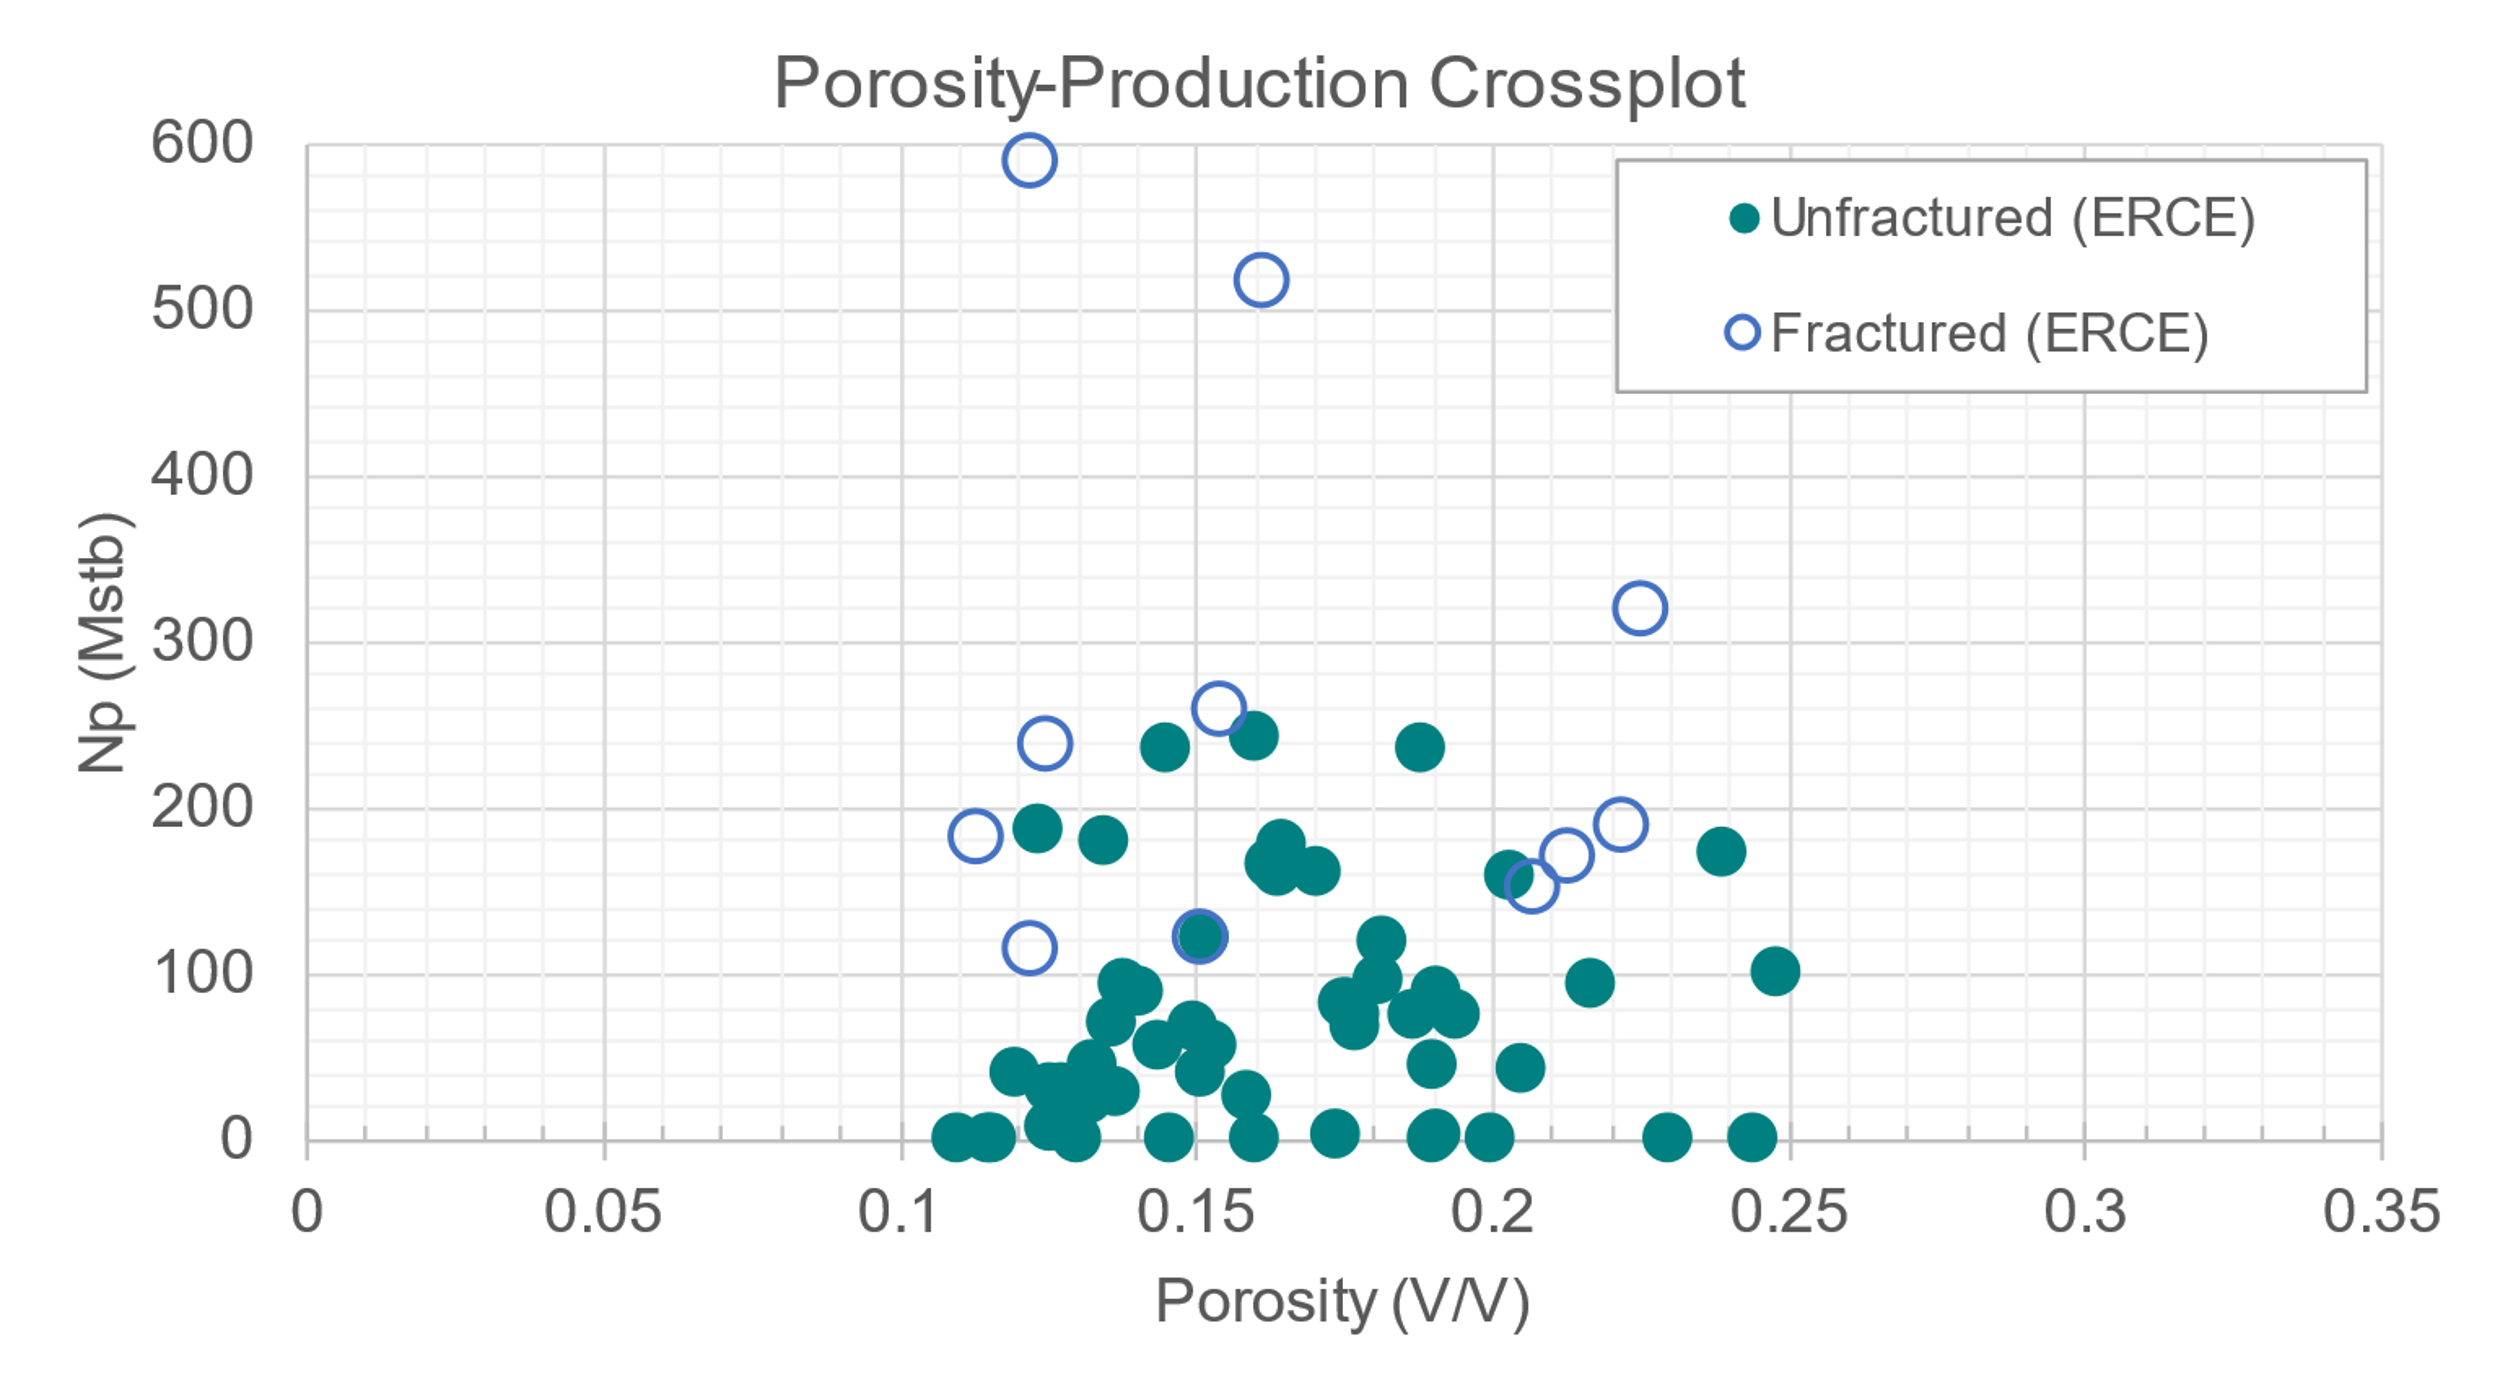 Porosity-Production Crossplot
600
500
400
300
200
100
0
Np (Mstb)
Unfractured (ERCE)
Fractured (ERCE)
0 0.05 0.1 0.15 0.2 0.25 0.3 0.35
Porosity (V/V)